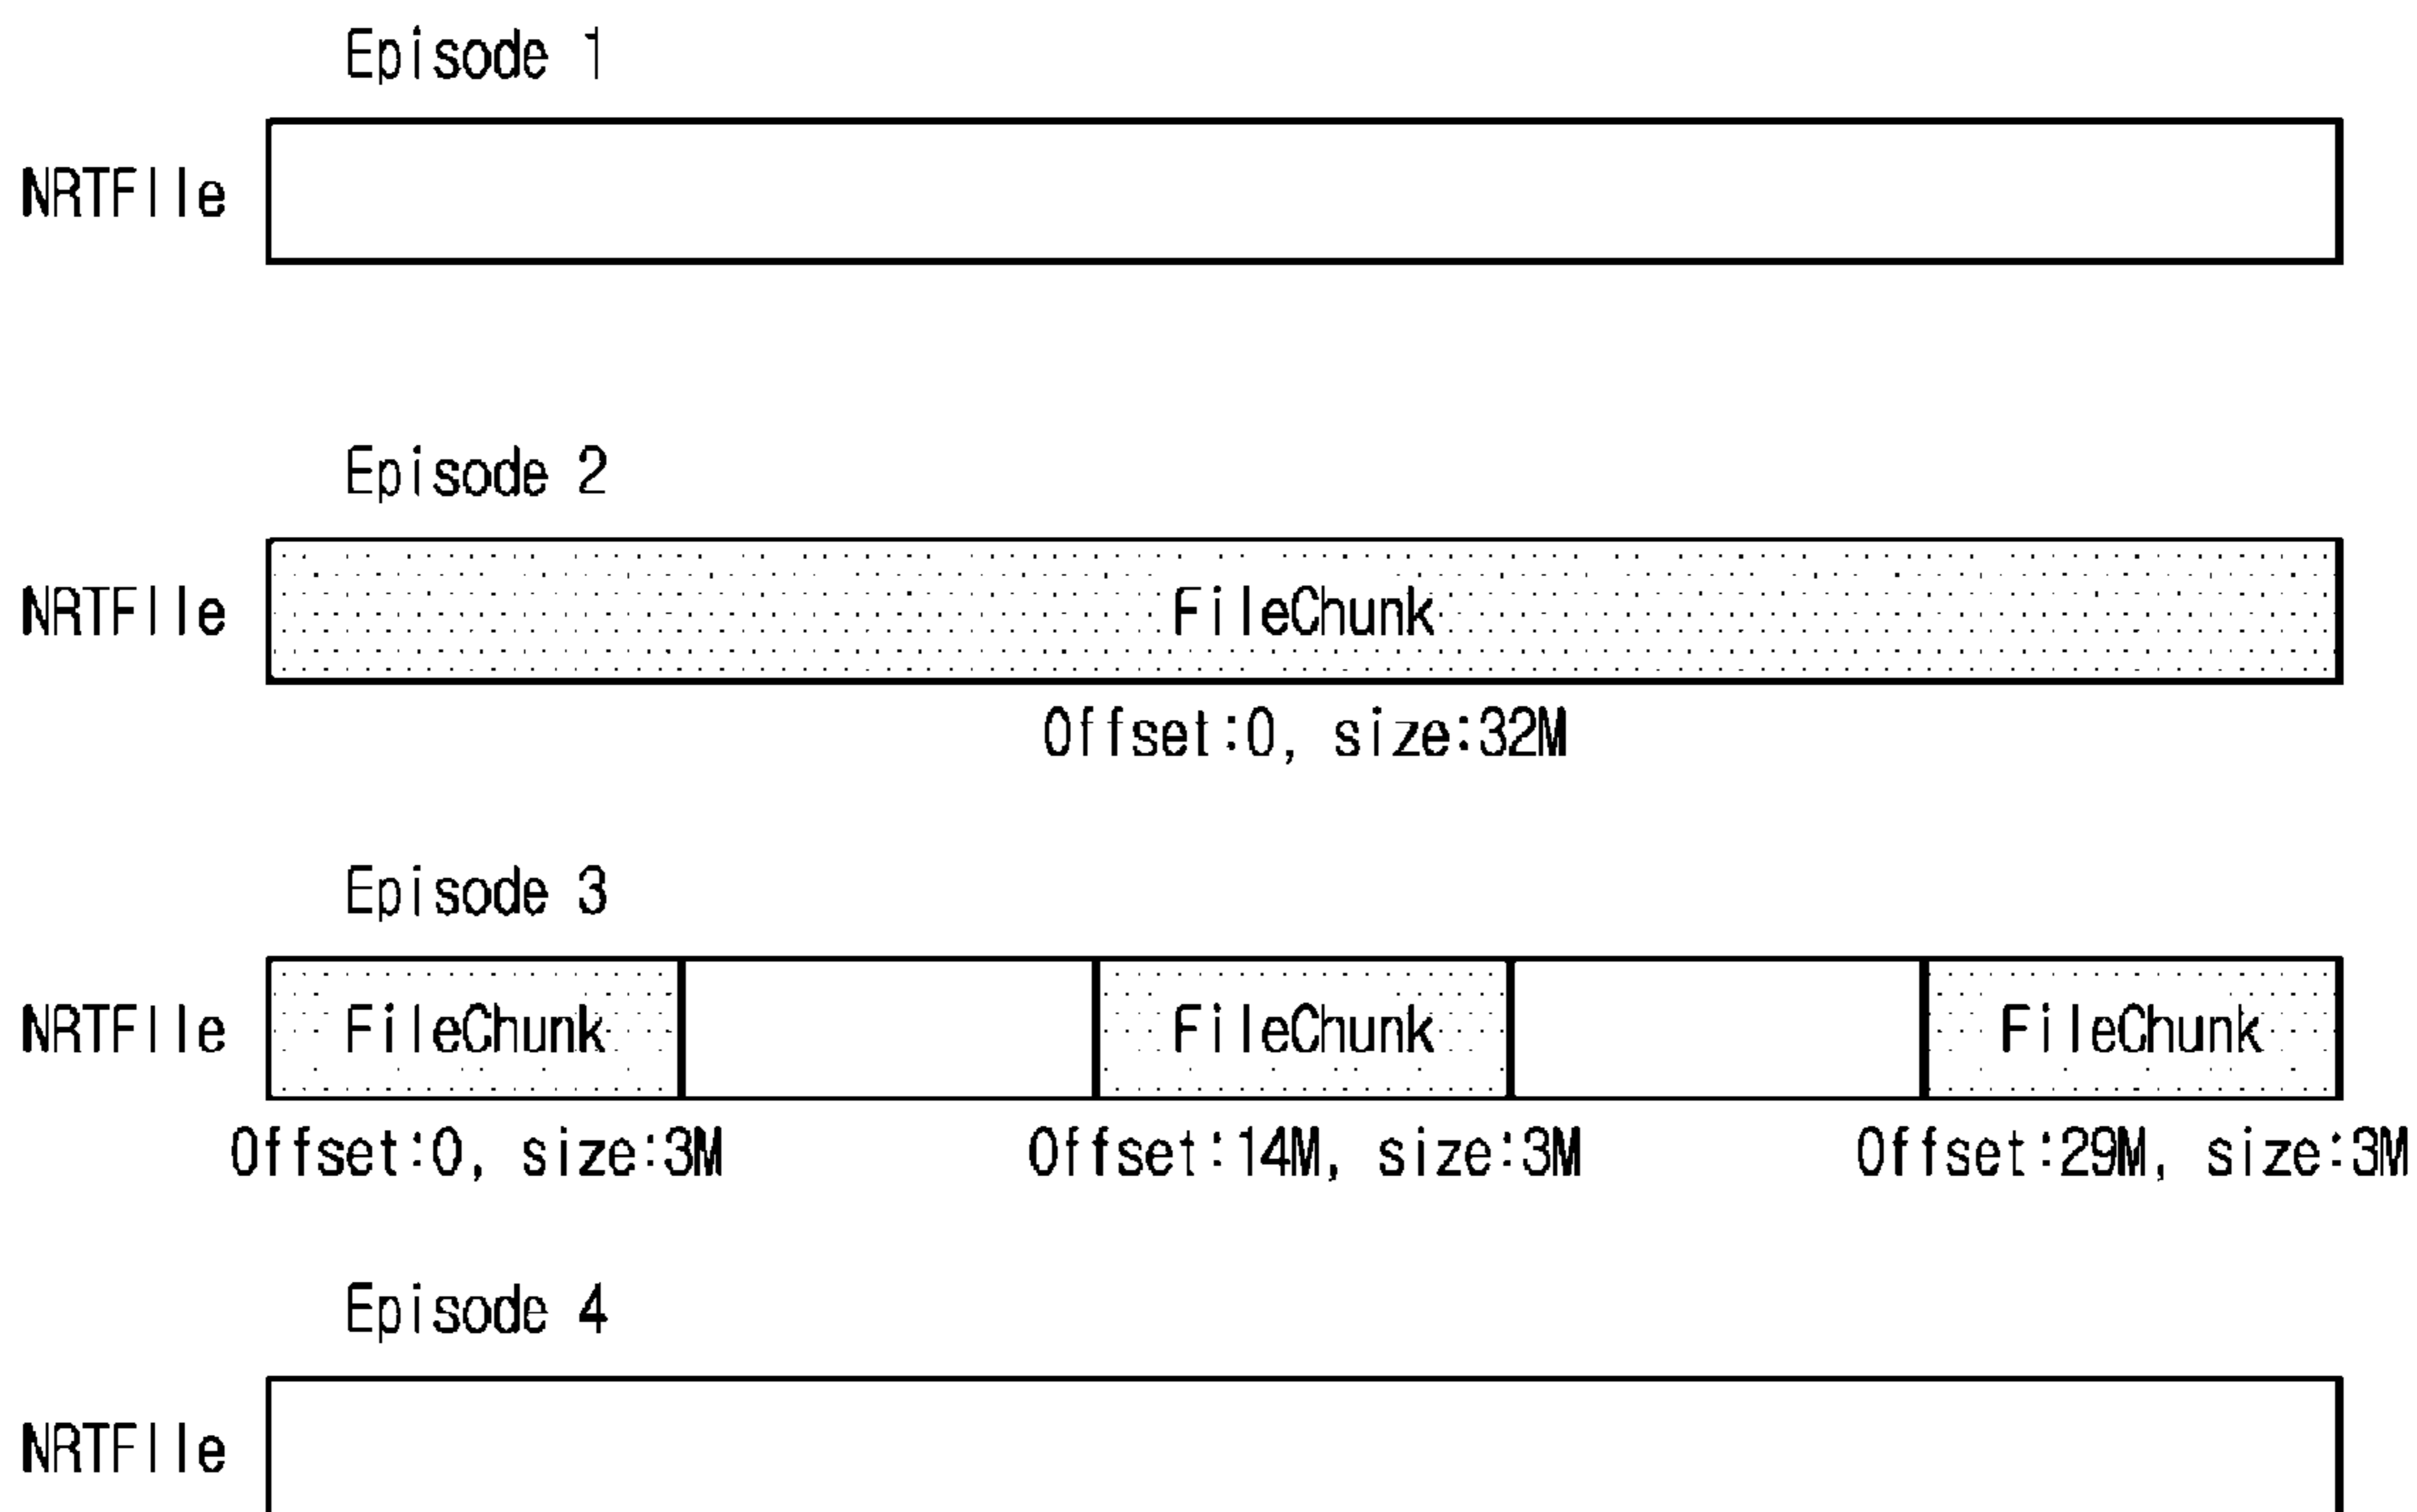 Episode 1
NRTFIle
Episode 2
NRTFIle
FileChunk
Offset:0, size:32M
Episode 3
NRTFIle
FileChunk
FileChunk
FileChunk
Offset:0, size:3M
Offset:14M, size:3M
Offset:29M, size:3M
Episode 4
NRTFIle